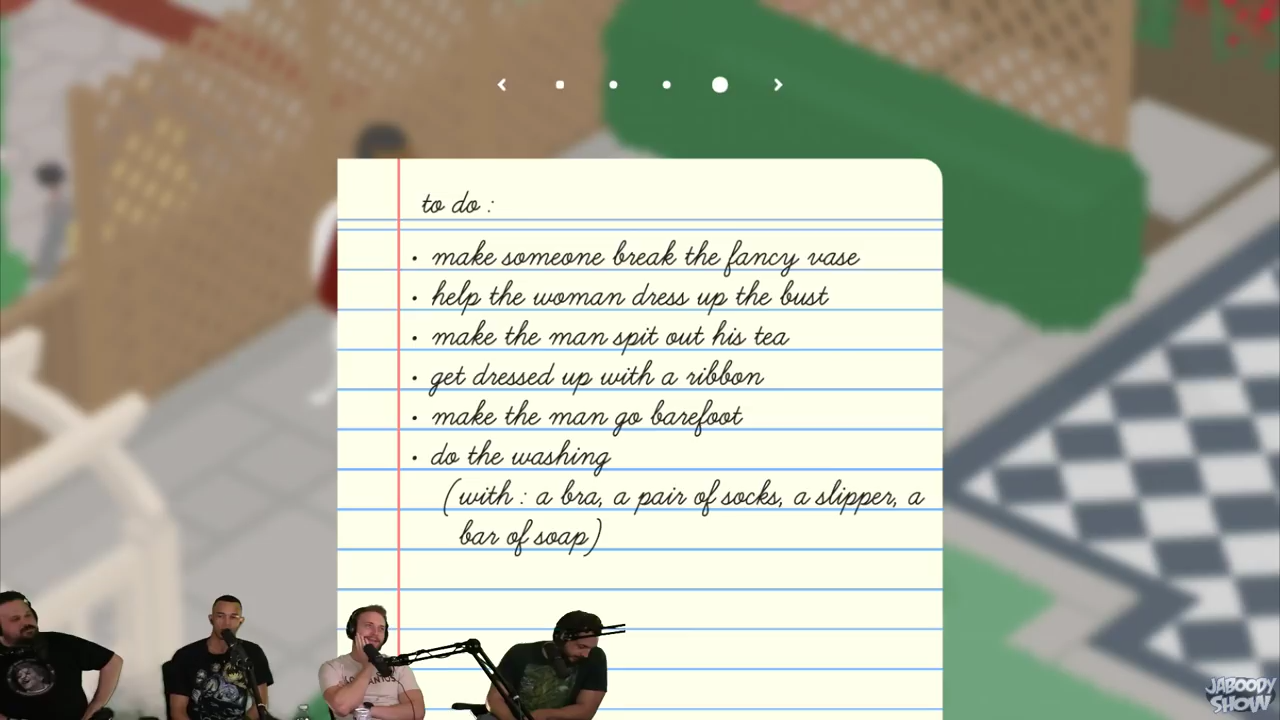 to do :
• make someone break the fancy vase
• help the woman dress up the bust
• make the man spit out his tea
• get dressed up with a ribbon
• make the man go barefoot
• do the washing
(with : a bra, a pair of socks, a slipper, a
bar of soap)
JABOODY
SHOW